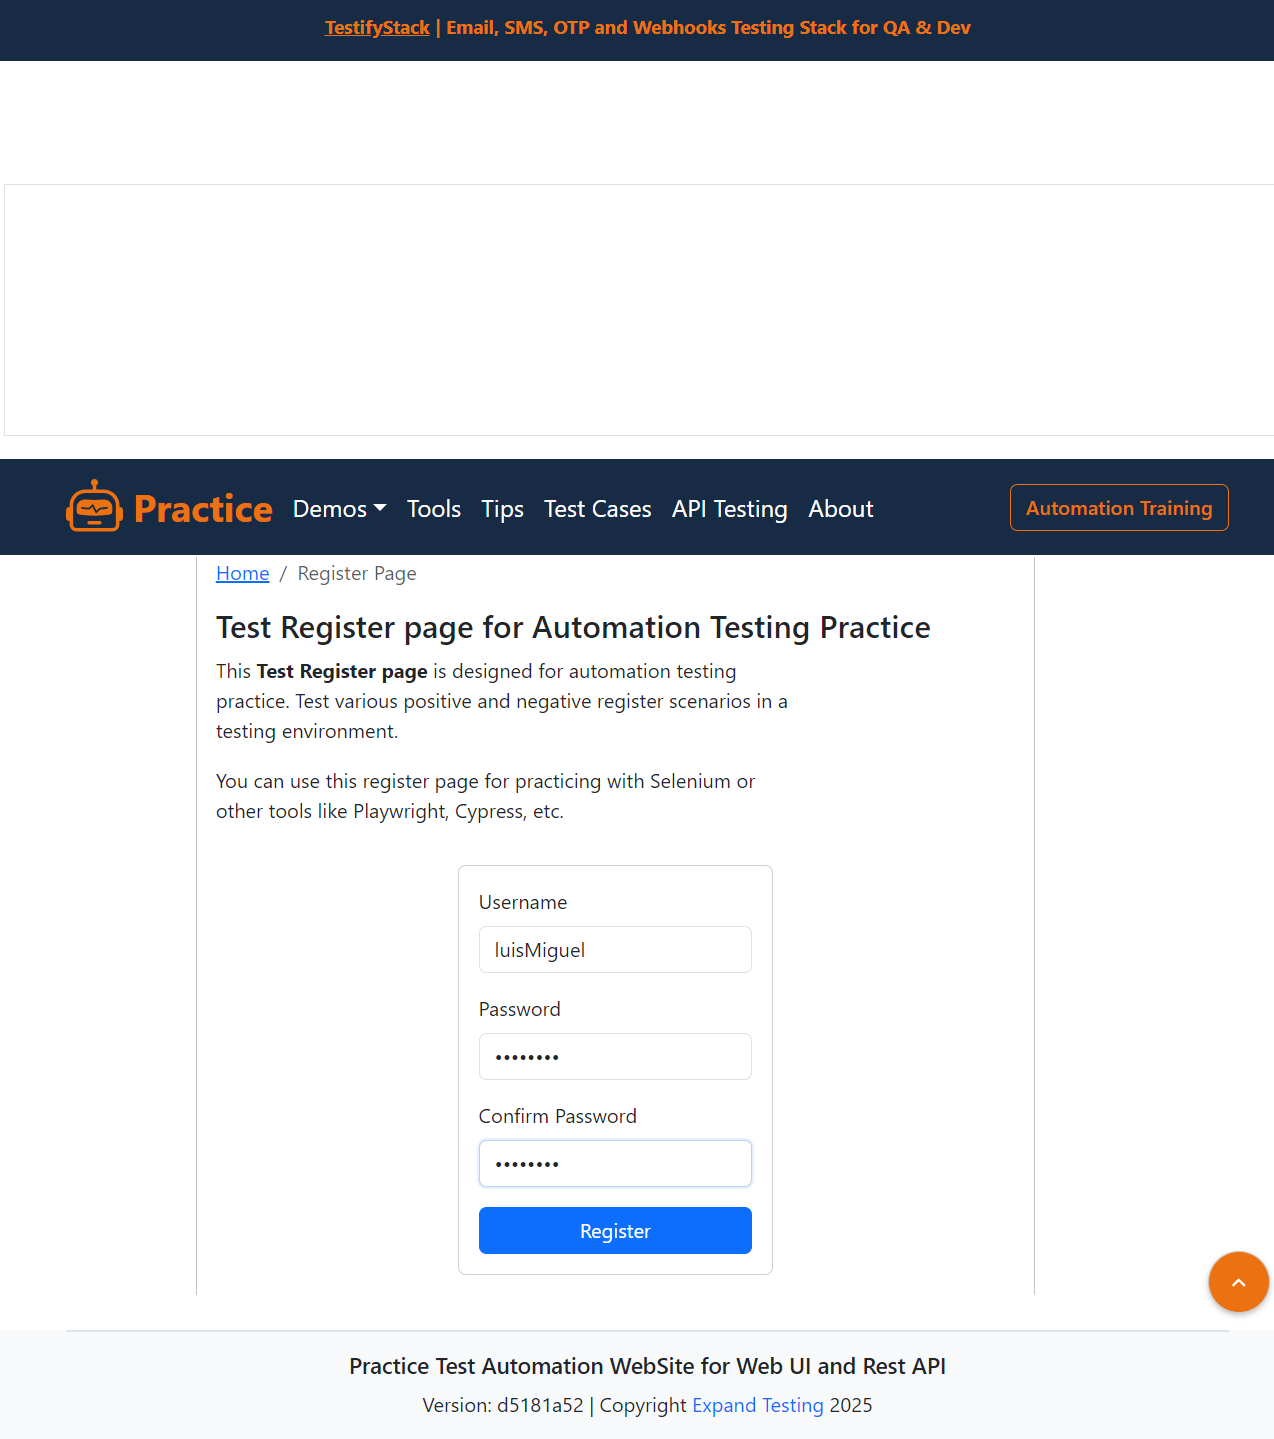 TestifyStack | Email, SMS, OTP and Webhooks Testing Stack for QA & Dev
Practice Demos Tools Tips Test Cases API Testing About Automation Training
Home / Register Page
Test Register page for Automation Testing Practice
This Test Register page is designed for automation testing
practice. Test various positive and negative register scenarios in a
testing environment.
You can use this register page for practicing with Selenium or
other tools like Playwright, Cypress, etc.
Username
luisMiguel
Password
••••••••
Confirm Password
••••••••
Register
Practice Test Automation WebSite for Web UI and Rest API
Version: d5181a52 | Copyright Expand Testing 2025